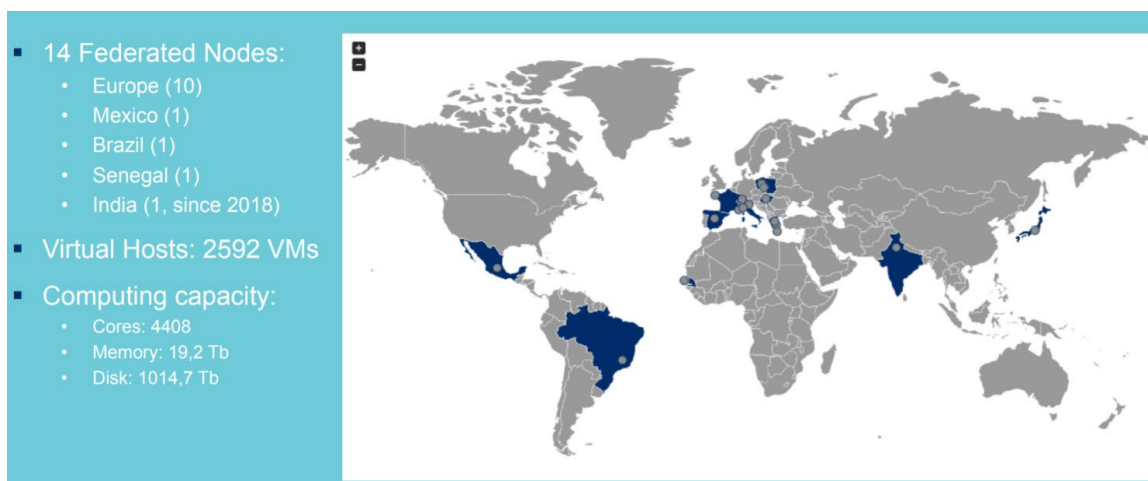 14 Federated Nodes:
Europe (10)
Mexico (1)
Brazil (1)
Senegal (1)
India (1, since 2018)
Virtual Hosts: 2592 VMs
Computing capacity:
Cores: 4408
Memory: 19,2 Tb
Disk: 1014,7 Tb
+
−